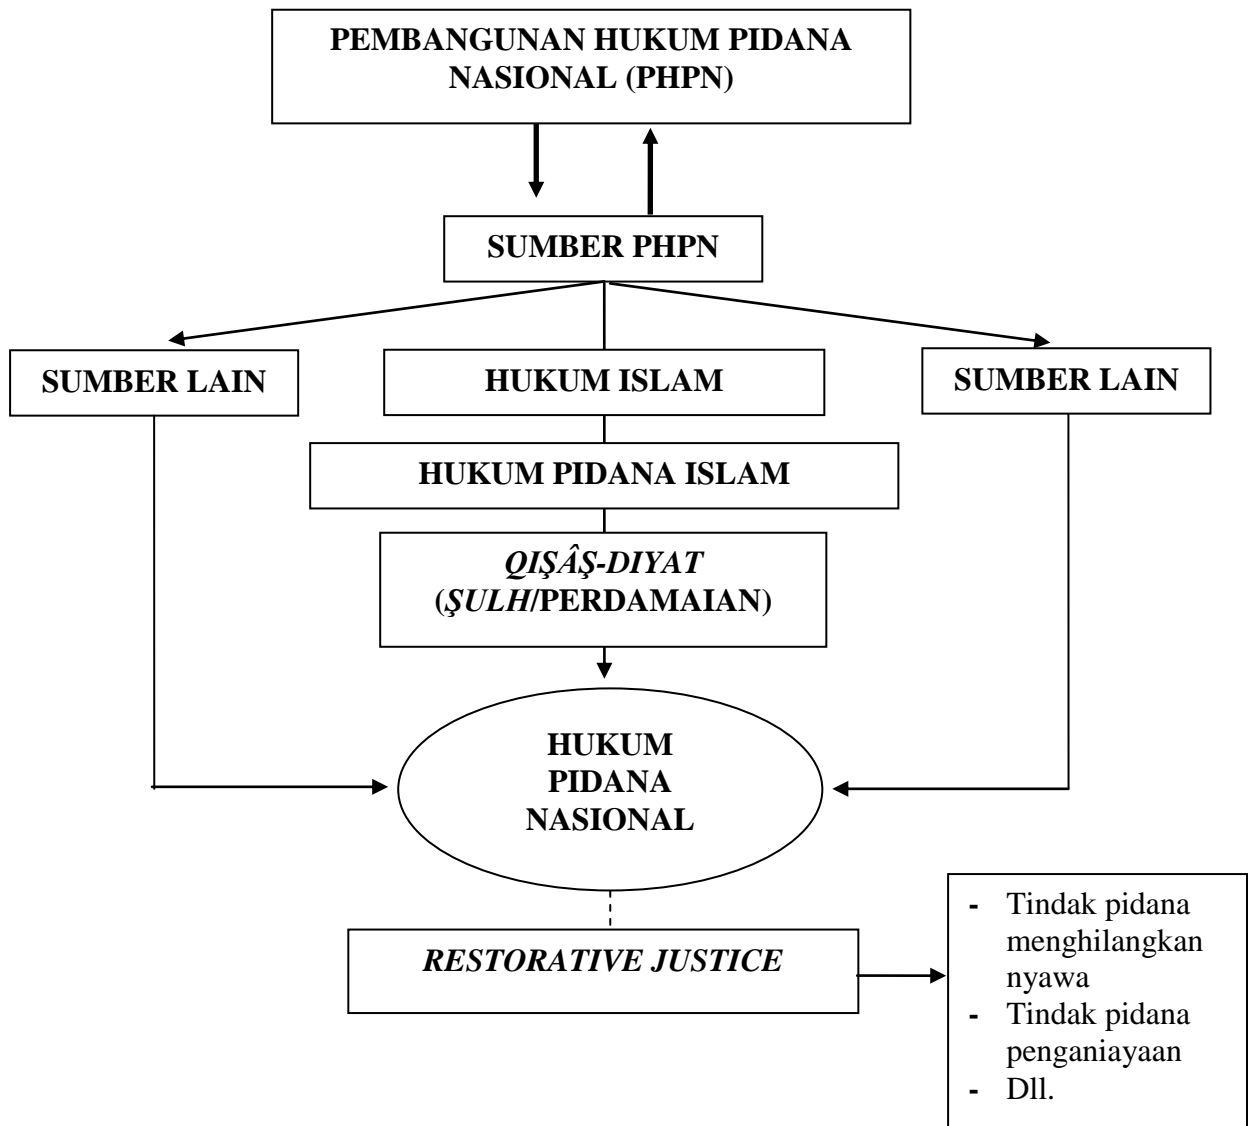 PEMBANGUNAN HUKUM PIDANA
NASIONAL (PHPN)
SUMBER PHPN
SUMBER LAIN
HUKUM ISLAM
SUMBER LAIN
HUKUM PIDANA ISLAM
QIŞÂŞ-DIYAT
(ŞULH/PERDAMAIAN)
HUKUM
PIDANA
NASIONAL
RESTORATIVE JUSTICE
- Tindak pidana
menghilangkan
nyawa
- Tindak pidana
penganiayaan
- Dll.